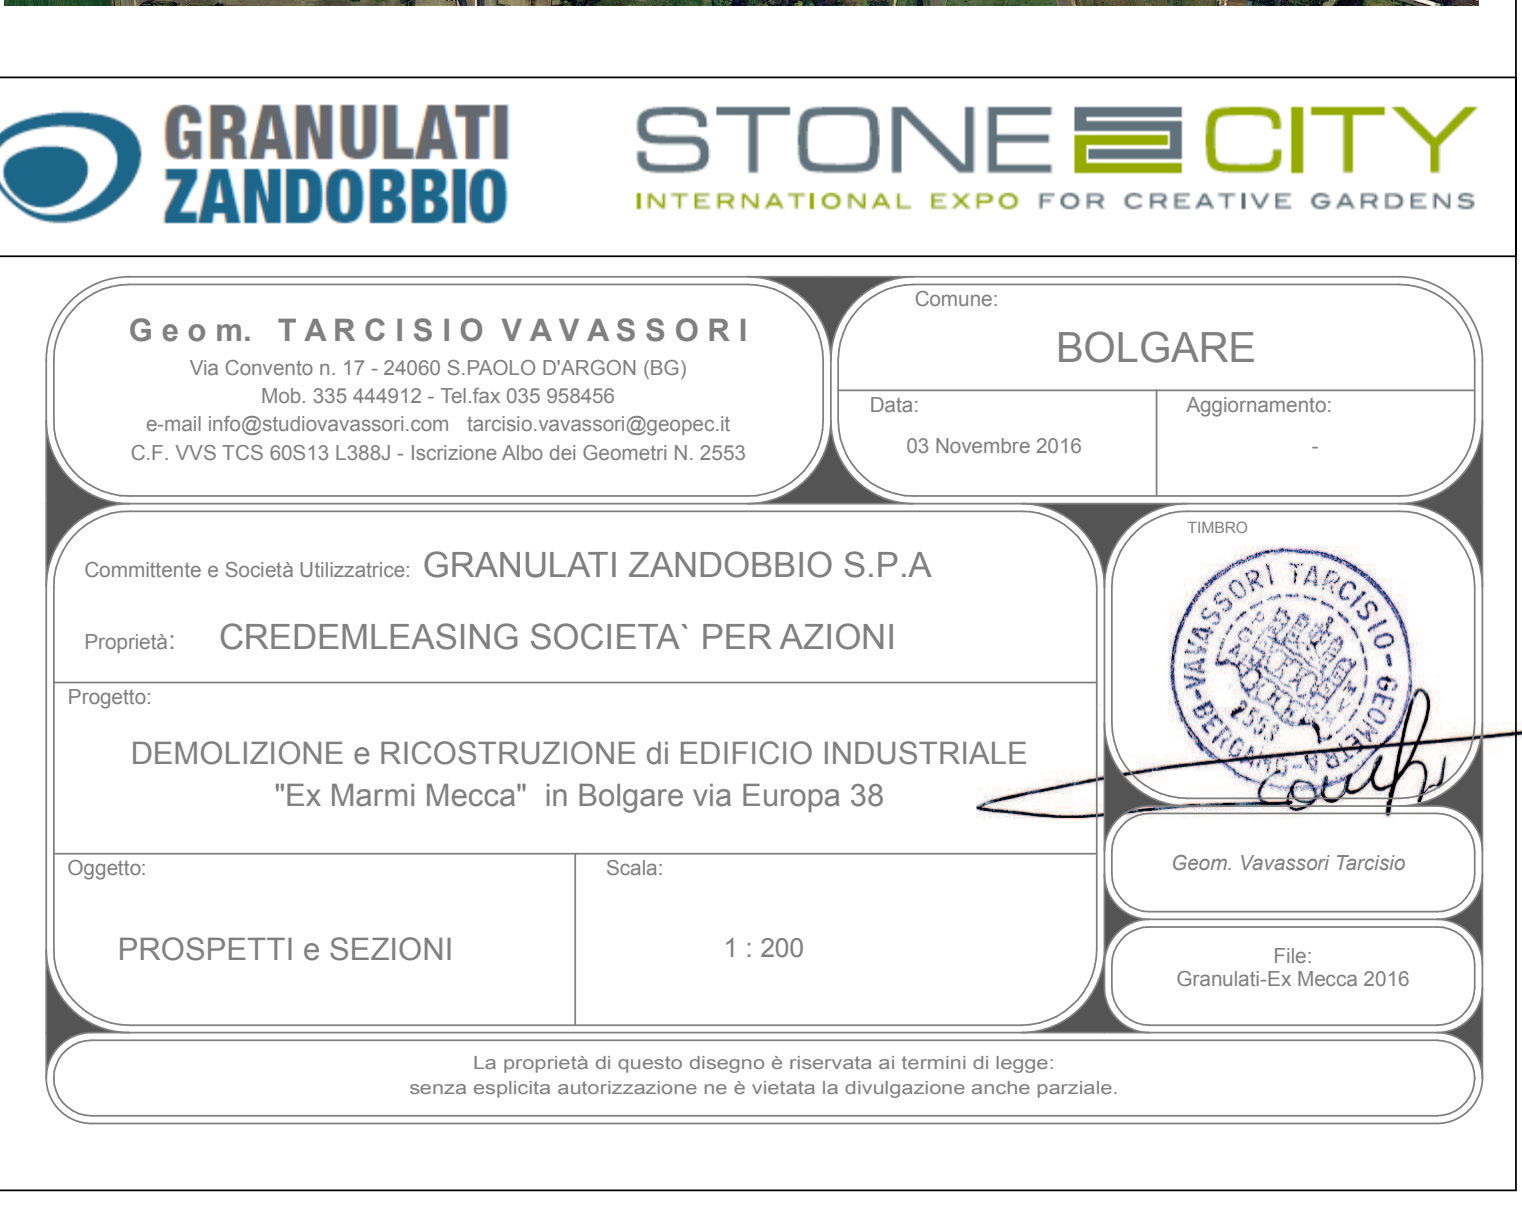 GRANULATI
ZANDOBBIO
STONE CITY
INTERNATIONAL EXPO FOR CREATIVE GARDENS
Geom. TARCISIO VAVASSORI
Via Convento n. 17 - 24060 S.PAOLO D'ARGON (BG)
Mob. 335 444912 - Tel.fax 035 958456
e-mail info@studiovavassori.com tarcisio.vavassori@geopec.it
C.F. VVS TCS 60S13 L388J - Iscrizione Albo dei Geometri N. 2553
Comune:
BOLGARE
Data:
03 Novembre 2016
Aggiornamento:
-
Committente e Società Utilizzatrice: GRANULATI ZANDOBBIO S.P.A
Proprietà: CREDEMLEASING SOCIETA` PER AZIONI
Progetto:
DEMOLIZIONE e RICOSTRUZIONE di EDIFICIO INDUSTRIALE
"Ex Marmi Mecca" in Bolgare via Europa 38
Oggetto:
PROSPETTI e SEZIONI
Scala:
1 : 200
TIMBRO
VAVASSORI TARCISIO - GEOMETRA - BERGAMO -
2553
Geom. Vavassori Tarcisio
File:
Granulati-Ex Mecca 2016
La proprietà di questo disegno è riservata ai termini di legge:
senza esplicita autorizzazione ne è vietata la divulgazione anche parziale.